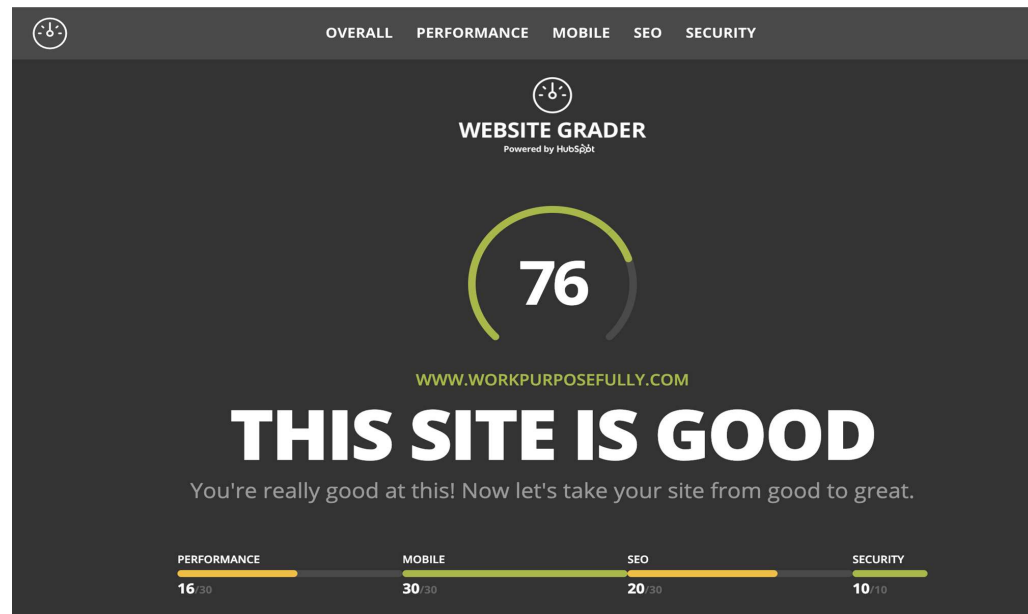 OVERALL PERFORMANCE MOBILE SEO SECURITY
WEBSITE GRADER
Powered by HubSpot
76
WWW.WORKPURPOSEFULLY.COM
THIS SITE IS GOOD
You're really good at this! Now let's take your site from good to great.
PERFORMANCE MOBILE SEO SECURITY
16/30 30/30 20/30 10/10